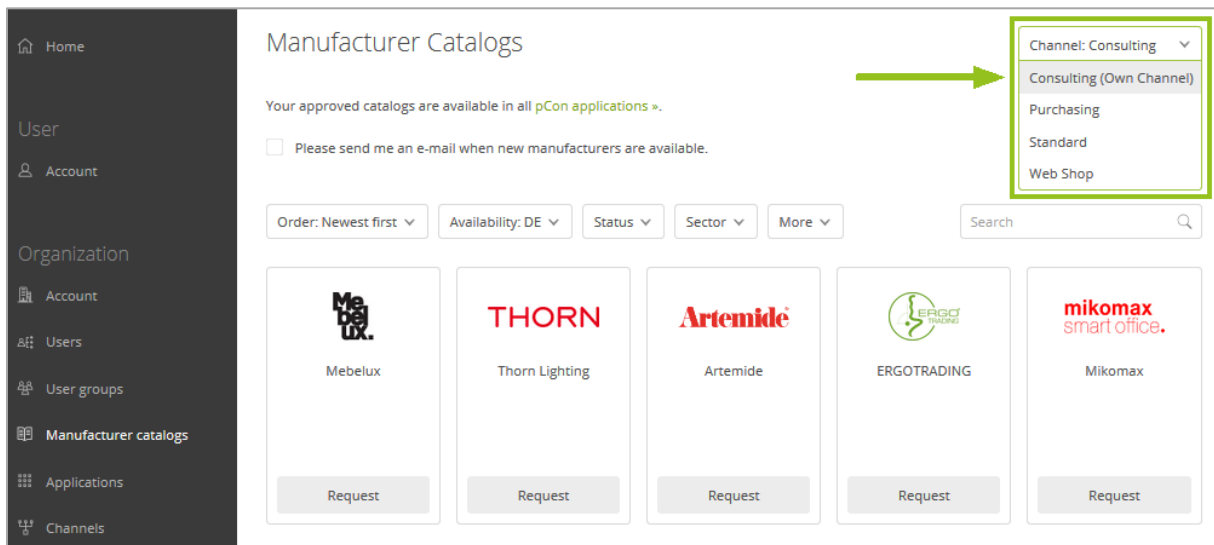 Home
User
Account
Organization
Account
Users
User groups
Manufacturer catalogs
Applications
Channels
Manufacturer Catalogs
Channel: Consulting
Consulting (Own Channel)
Purchasing
Standard
Web Shop
Your approved catalogs are available in all pCon applications ».
Please send me an e-mail when new manufacturers are available.
Order: Newest first
Availability: DE
Status
Sector
More
Search
Me
bel
ux.
Mebelux
Request
THORN
Thorn Lighting
Request
Artemide
Artemide
Request
ERGO
TRADING
ERGOTRADING
Request
mikomax
smart office.
Mikomax
Request